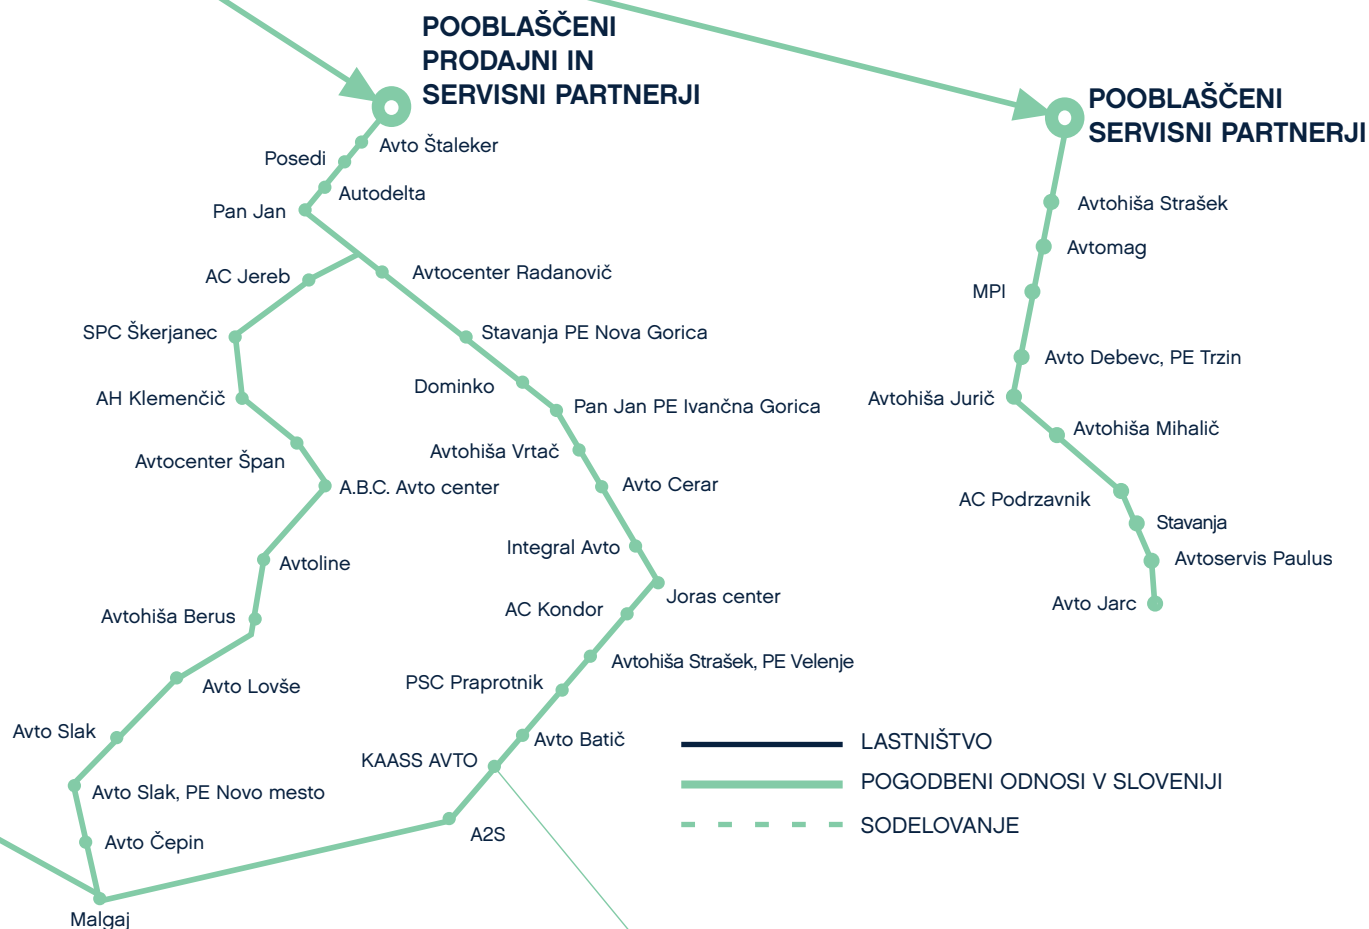 POOBLAŠČENI
PRODAJNI IN
SERVISNI PARTNERJI
Avto Štaleker
Posedi
Autodelta
Pan Jan
AC Jereb
Avtocenter Radanovič
SPC Škerjanec
Stavanja PE Nova Gorica
Dominko
AH Klemenčič
Pan Jan PE Ivančna Gorica
Avtohiša Vrtač
Avtocenter Špan
A.B.C. Avto center
Avto Cerar
Integral Avto
Avtoline
Joras center
AC Kondor
Avtohiša Berus
Avtohiša Strašek, PE Velenje
PSC Praprotnik
Avto Lovše
Avto Slak
Avto Batič
KAASS AVTO
Avto Slak, PE Novo mesto
A2S
Avto Čepin
Malgaj
POOBLAŠČENI
SERVISNI PARTNERJI
Avtohiša Strašek
Avtomag
MPI
Avto Debevc, PE Trzin
Avtohiša Jurič
Avtohiša Mihalič
AC Podrzavnik
Stavanja
Avtoservis Paulus
Avto Jarc
LASTNIŠTVO
POGODBENI ODNOSI V SLOVENIJI
SODELOVANJE